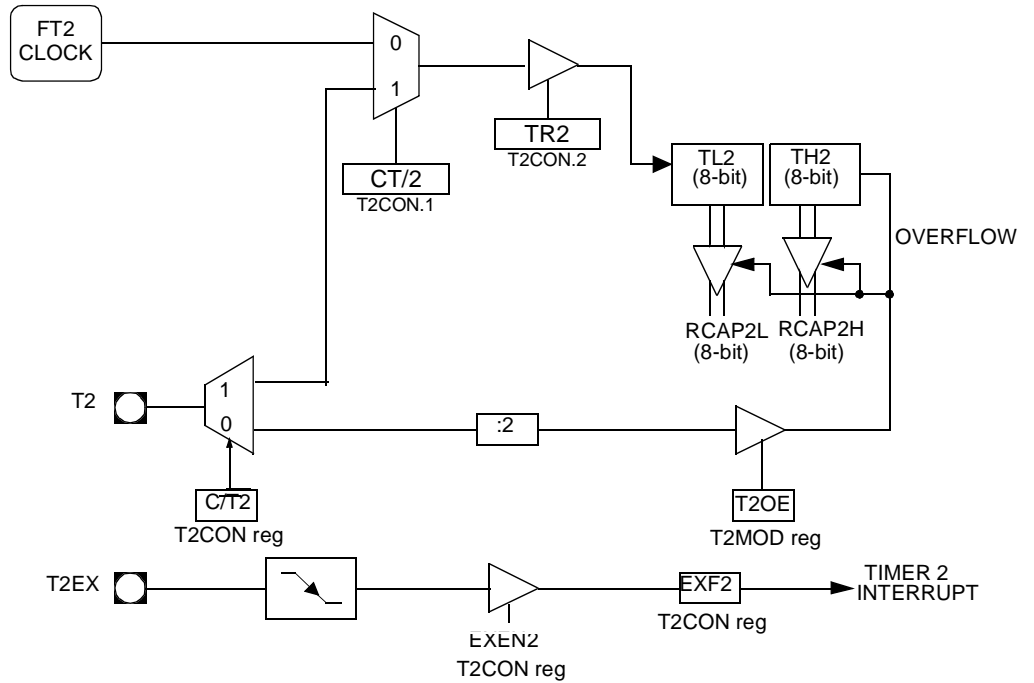 FT2
CLOCK
0
1
TR2
T2CON.2
CT/2
T2CON.1
TL2
(8-bit)
TH2
(8-bit)
OVERFLOW
RCAP2L
(8-bit)
RCAP2H
(8-bit)
T2
1
0
:2
C/T2
T2CON reg
T2OE
T2MOD reg
T2EX
EXEN2
T2CON reg
EXF2
T2CON reg
TIMER 2
INTERRUPT